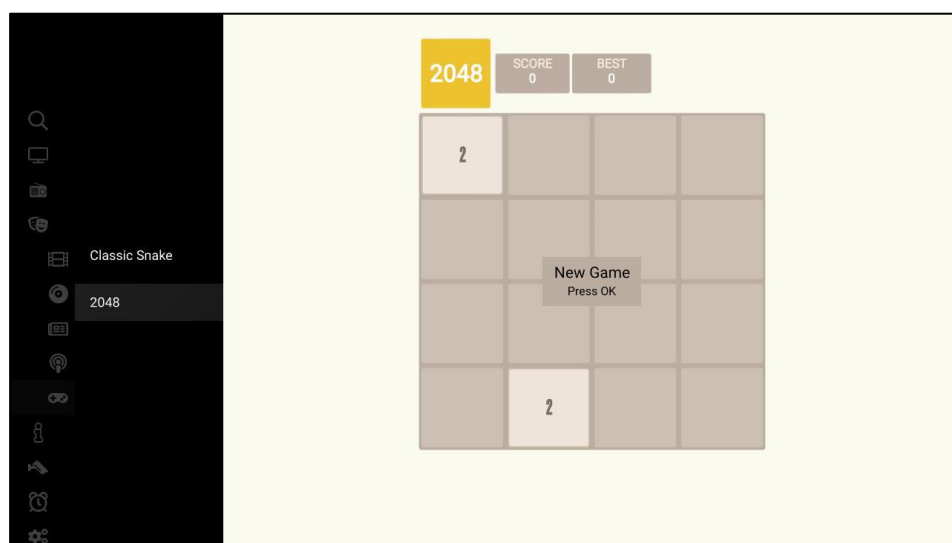 2048
SCORE
0
BEST
0
2
Classic Snake
2048
New Game
Press OK
2